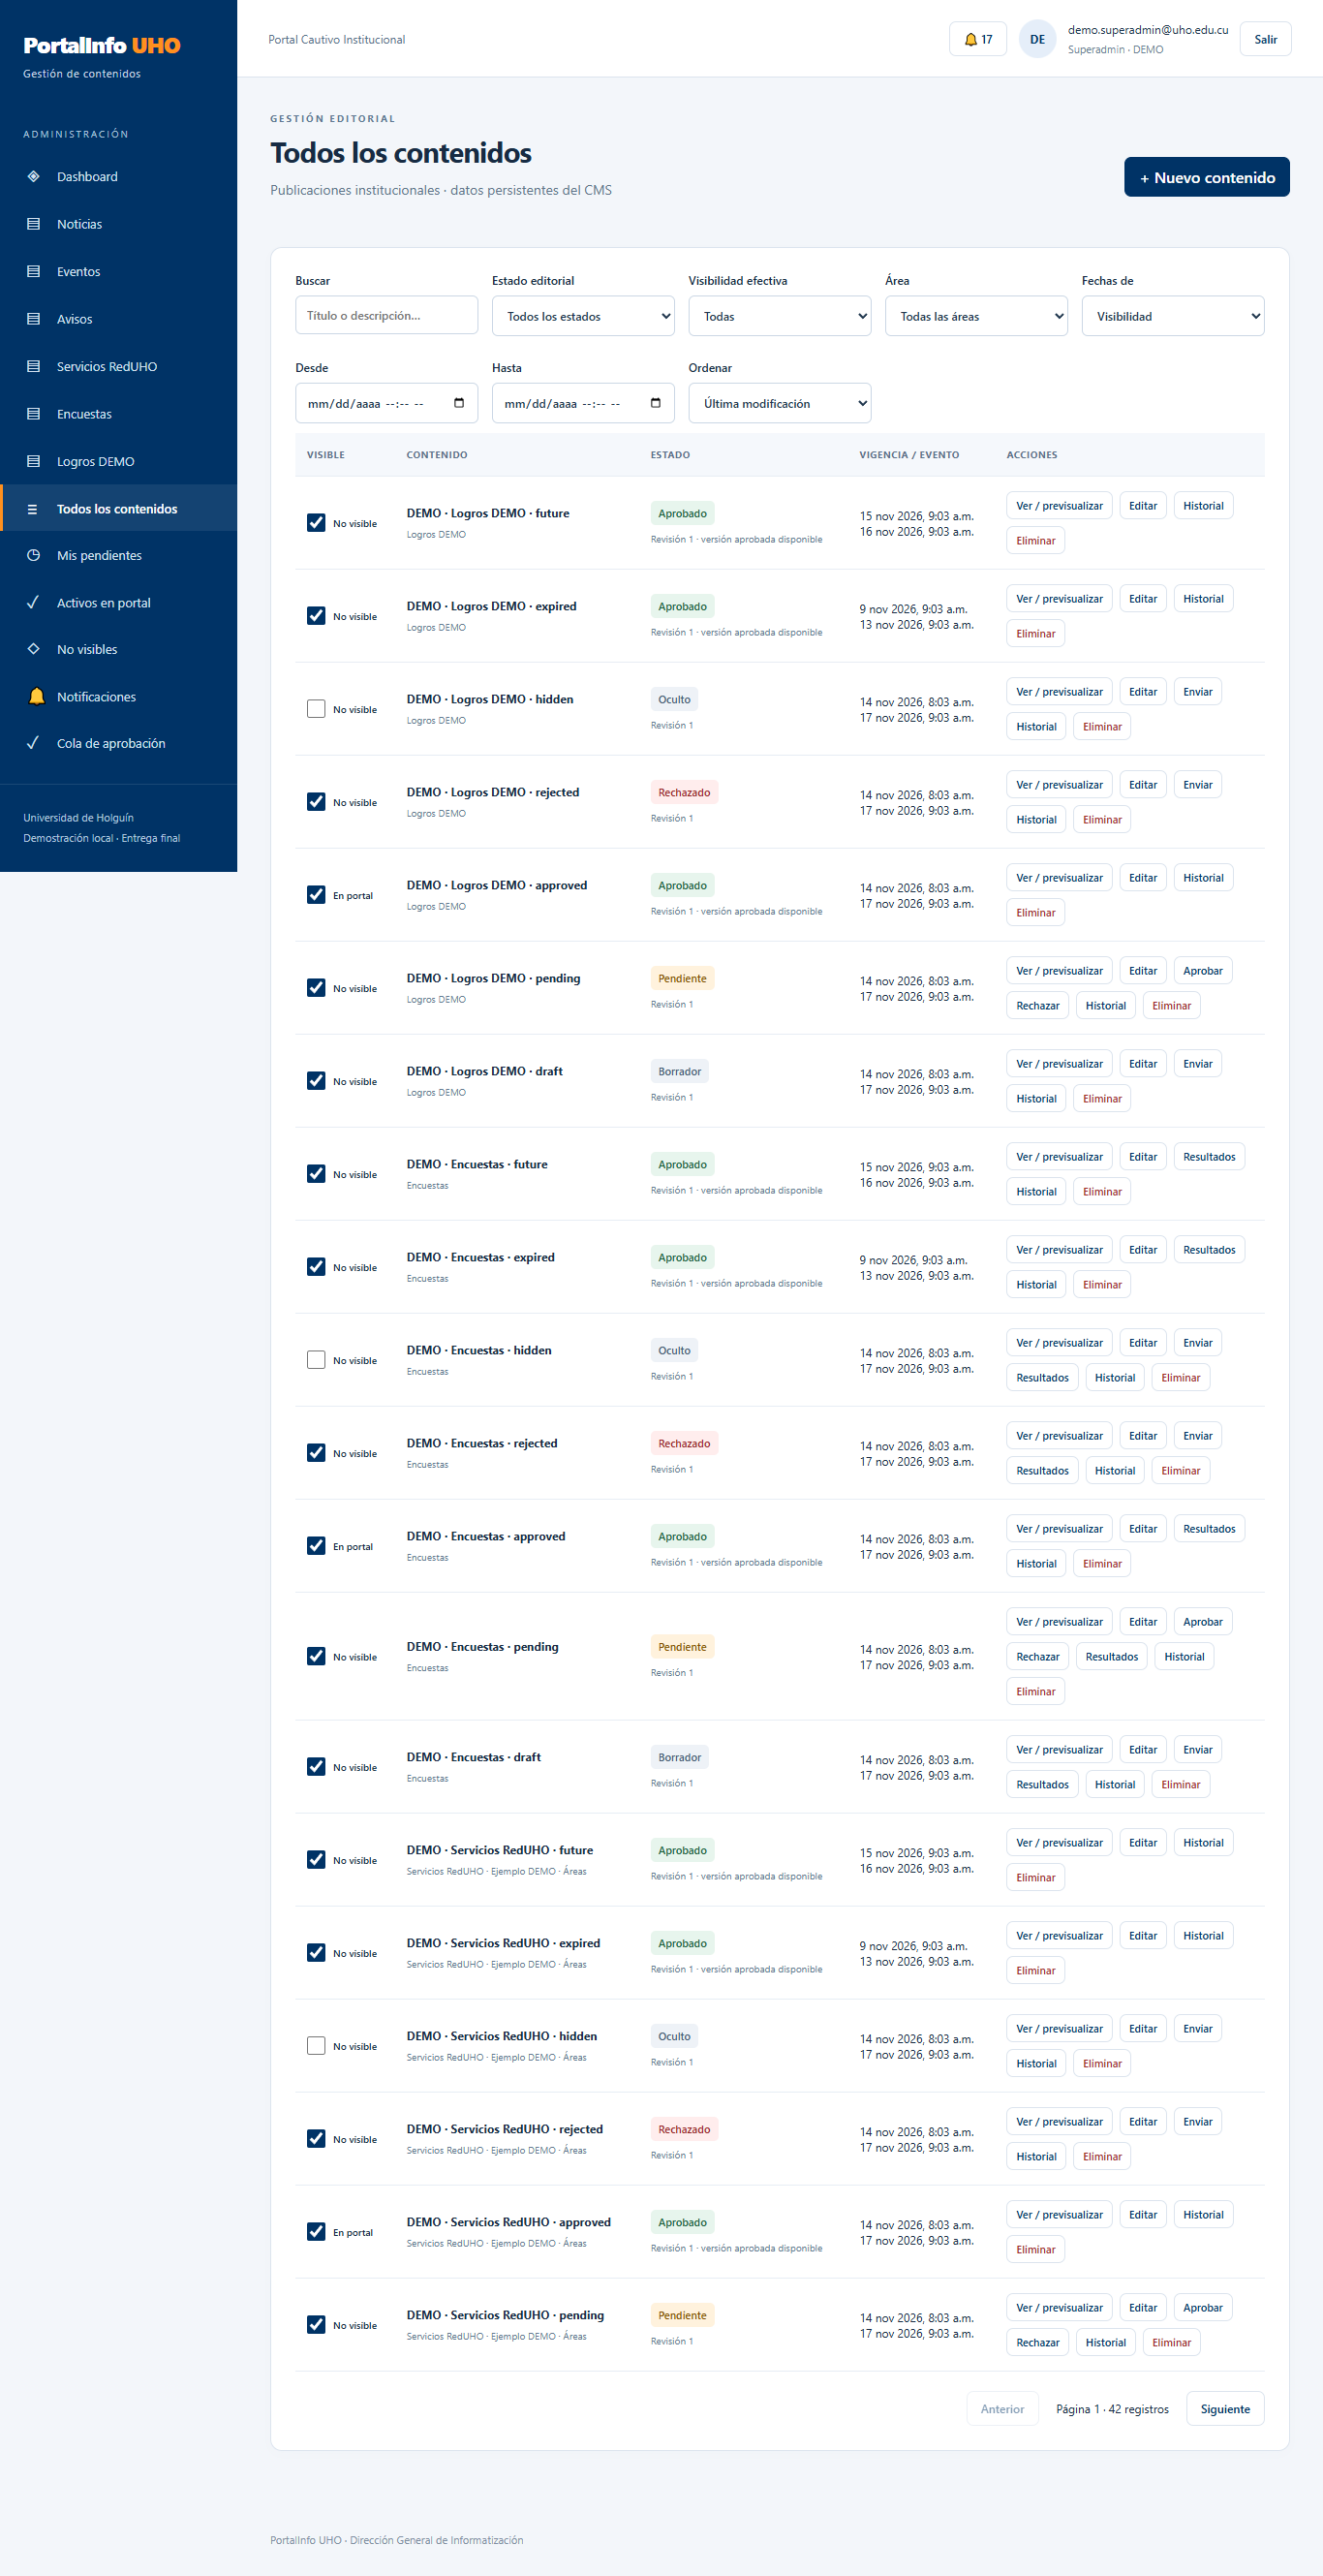 PortalInfo UHO
Gestión de contenidos
ADMINISTRACIÓN
Dashboard
Noticias
Eventos
Avisos
Servicios RedUHO
Encuestas
Logros DEMO
Todos los contenidos
Mis pendientes
Activos en portal
No visibles
Notificaciones
Cola de aprobación
Universidad de Holguín
Demostración local · Entrega final
Portal Cautivo Institucional
17
DE
demo.superadmin@uho.edu.cu
Superadmin · DEMO
Salir
GESTIÓN EDITORIAL
Todos los contenidos
Publicaciones institucionales · datos persistentes del CMS
+ Nuevo contenido
Buscar
Título o descripción...
Estado editorial
Todos los estados
Visibilidad efectiva
Todas
Área
Todas las áreas
Fechas de
Visibilidad
Desde
mm/dd/aaaa --:-- --
Hasta
mm/dd/aaaa --:-- --
Ordenar
Última modificación
VISIBLE CONTENIDO ESTADO VIGENCIA / EVENTO ACCIONES
No visible
DEMO · Logros DEMO · future
Logros DEMO
Aprobado
Revisión 1 · versión aprobada disponible
15 nov 2026, 9:03 a.m.
16 nov 2026, 9:03 a.m.
Ver / previsualizar Editar Historial
Eliminar
No visible
DEMO · Logros DEMO · expired
Logros DEMO
Aprobado
Revisión 1 · versión aprobada disponible
9 nov 2026, 9:03 a.m.
13 nov 2026, 9:03 a.m.
Ver / previsualizar Editar Historial
Eliminar
No visible
DEMO · Logros DEMO · hidden
Logros DEMO
Oculto
Revisión 1
14 nov 2026, 8:03 a.m.
17 nov 2026, 9:03 a.m.
Ver / previsualizar Editar Enviar
Historial Eliminar
No visible
DEMO · Logros DEMO · rejected
Logros DEMO
Rechazado
Revisión 1
14 nov 2026, 8:03 a.m.
17 nov 2026, 9:03 a.m.
Ver / previsualizar Editar Enviar
Historial Eliminar
En portal
DEMO · Logros DEMO · approved
Logros DEMO
Aprobado
Revisión 1 · versión aprobada disponible
14 nov 2026, 8:03 a.m.
17 nov 2026, 9:03 a.m.
Ver / previsualizar Editar Historial
Eliminar
No visible
DEMO · Logros DEMO · pending
Logros DEMO
Pendiente
Revisión 1
14 nov 2026, 8:03 a.m.
17 nov 2026, 9:03 a.m.
Ver / previsualizar Editar Aprobar
Rechazar Historial Eliminar
No visible
DEMO · Logros DEMO · draft
Logros DEMO
Borrador
Revisión 1
14 nov 2026, 8:03 a.m.
17 nov 2026, 9:03 a.m.
Ver / previsualizar Editar Enviar
Historial Eliminar
No visible
DEMO · Encuestas · future
Encuestas
Aprobado
Revisión 1 · versión aprobada disponible
15 nov 2026, 9:03 a.m.
16 nov 2026, 9:03 a.m.
Ver / previsualizar Editar Resultados
Historial Eliminar
No visible
DEMO · Encuestas · expired
Encuestas
Aprobado
Revisión 1 · versión aprobada disponible
9 nov 2026, 9:03 a.m.
13 nov 2026, 9:03 a.m.
Ver / previsualizar Editar Resultados
Historial Eliminar
No visible
DEMO · Encuestas · hidden
Encuestas
Oculto
Revisión 1
14 nov 2026, 8:03 a.m.
17 nov 2026, 9:03 a.m.
Ver / previsualizar Editar Enviar
Resultados Historial Eliminar
No visible
DEMO · Encuestas · rejected
Encuestas
Rechazado
Revisión 1
14 nov 2026, 8:03 a.m.
17 nov 2026, 9:03 a.m.
Ver / previsualizar Editar Enviar
Resultados Historial Eliminar
En portal
DEMO · Encuestas · approved
Encuestas
Aprobado
Revisión 1 · versión aprobada disponible
14 nov 2026, 8:03 a.m.
17 nov 2026, 9:03 a.m.
Ver / previsualizar Editar Resultados
Historial Eliminar
No visible
DEMO · Encuestas · pending
Encuestas
Pendiente
Revisión 1
14 nov 2026, 8:03 a.m.
17 nov 2026, 9:03 a.m.
Ver / previsualizar Editar Aprobar
Rechazar Resultados Historial
Eliminar
No visible
DEMO · Encuestas · draft
Encuestas
Borrador
Revisión 1
14 nov 2026, 8:03 a.m.
17 nov 2026, 9:03 a.m.
Ver / previsualizar Editar Enviar
Resultados Historial Eliminar
No visible
DEMO · Servicios RedUHO · future
Servicios RedUHO · Ejemplo DEMO · Áreas
Aprobado
Revisión 1 · versión aprobada disponible
15 nov 2026, 9:03 a.m.
16 nov 2026, 9:03 a.m.
Ver / previsualizar Editar Historial
Eliminar
No visible
DEMO · Servicios RedUHO · expired
Servicios RedUHO · Ejemplo DEMO · Áreas
Aprobado
Revisión 1 · versión aprobada disponible
9 nov 2026, 9:03 a.m.
13 nov 2026, 9:03 a.m.
Ver / previsualizar Editar Historial
Eliminar
No visible
DEMO · Servicios RedUHO · hidden
Servicios RedUHO · Ejemplo DEMO · Áreas
Oculto
Revisión 1
14 nov 2026, 8:03 a.m.
17 nov 2026, 9:03 a.m.
Ver / previsualizar Editar Enviar
Historial Eliminar
No visible
DEMO · Servicios RedUHO · rejected
Servicios RedUHO · Ejemplo DEMO · Áreas
Rechazado
Revisión 1
14 nov 2026, 8:03 a.m.
17 nov 2026, 9:03 a.m.
Ver / previsualizar Editar Enviar
Historial Eliminar
En portal
DEMO · Servicios RedUHO · approved
Servicios RedUHO · Ejemplo DEMO · Áreas
Aprobado
Revisión 1 · versión aprobada disponible
14 nov 2026, 8:03 a.m.
17 nov 2026, 9:03 a.m.
Ver / previsualizar Editar Historial
Eliminar
No visible
DEMO · Servicios RedUHO · pending
Servicios RedUHO · Ejemplo DEMO · Áreas
Pendiente
Revisión 1
14 nov 2026, 8:03 a.m.
17 nov 2026, 9:03 a.m.
Ver / previsualizar Editar Aprobar
Rechazar Historial Eliminar
Anterior Página 1 · 42 registros Siguiente
PortalInfo UHO · Dirección General de Informatización